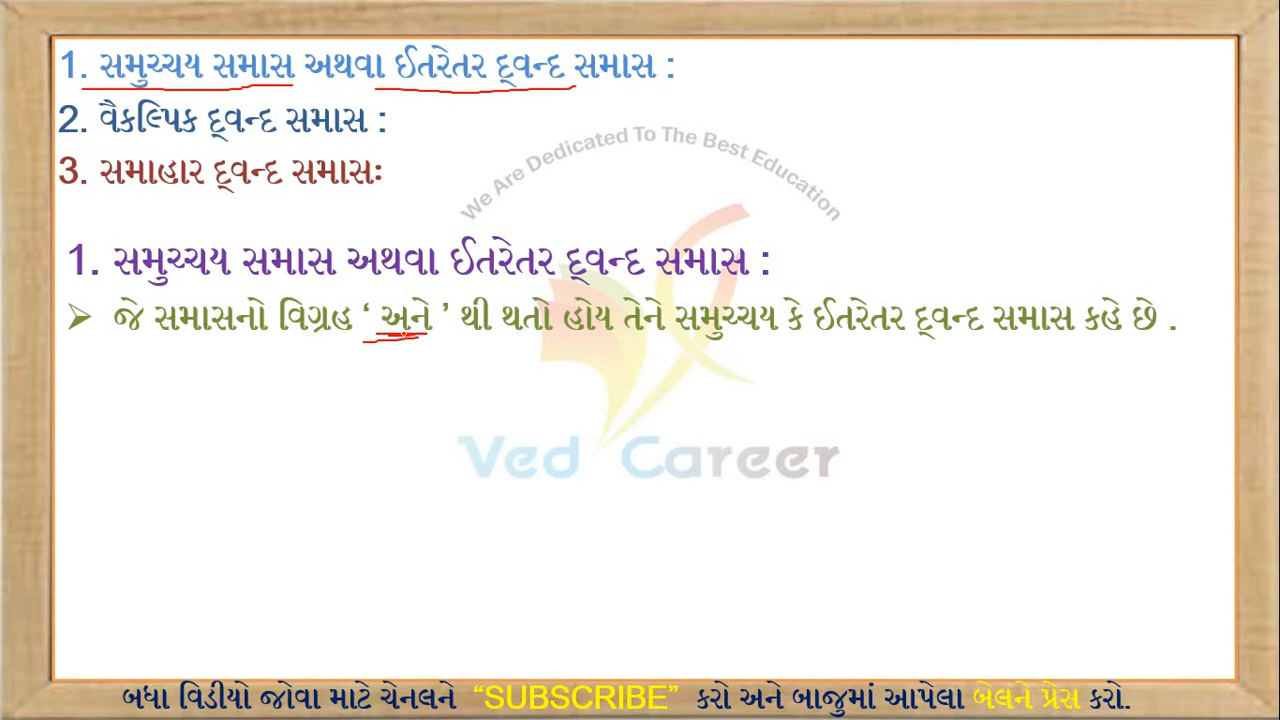 1. સમુચ્ચય સમાસ અથવા ઈતરેતર દ્વન્દ સમાસ :
2. વૈકલ્પિક દ્વન્દ સમાસ :
3. સમાહાર દ્વન્દ સમાસઃ
We Are Dedicated To The Best Education
1. સમુચ્ચય સમાસ અથવા ઈતરેતર દ્વન્દ સમાસ :
➢ જે સમાસનો વિગ્રહ ‘ અને ’ થી થતો હોય તેને સમુચ્ચય કે ઈતરેતર દ્વન્દ સમાસ કહે છે .
Ved Career
બધા વિડીયો જોવા માટે ચેનલને “SUBSCRIBE” કરો અને બાજુમાં આપેલા બેલને પ્રેસ કરો.